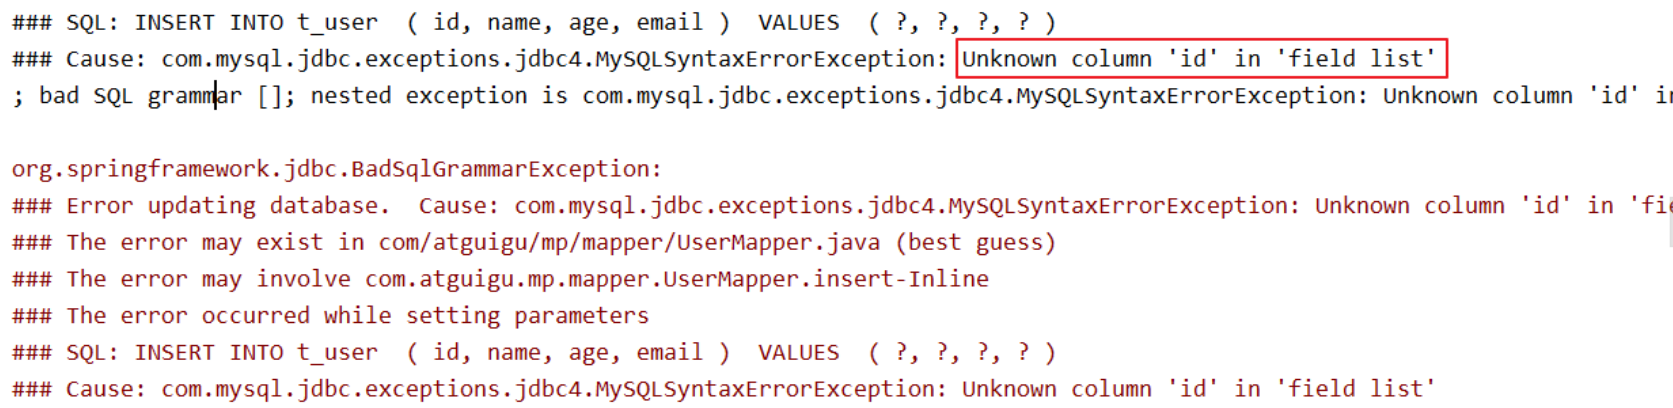 ### SQL: INSERT INTO t_user  ( id, name, age, email )  VALUES  ( ?, ?, ?, ? )
### Cause: com.mysql.jdbc.exceptions.jdbc4.MySQLSyntaxErrorException: Unknown column 'id' in 'field list'
; bad SQL grammar []; nested exception is com.mysql.jdbc.exceptions.jdbc4.MySQLSyntaxErrorException: Unknown column 'id'
org.springframework.jdbc.BadSqlGrammarException:
### Error updating database.  Cause: com.mysql.jdbc.exceptions.jdbc4.MySQLSyntaxErrorException: Unknown column 'id' in
### The error may exist in com/atguigu/mp/mapper/UserMapper.java (best guess)
### The error may involve com.atguigu.mp.mapper.UserMapper.insert-Inline
### The error occurred while setting parameters
### SQL: INSERT INTO t_user  ( id, name, age, email )  VALUES  ( ?, ?, ?, ? )
### Cause: com.mysql.jdbc.exceptions.jdbc4.MySQLSyntaxErrorException: Unknown column 'id' in 'field list'